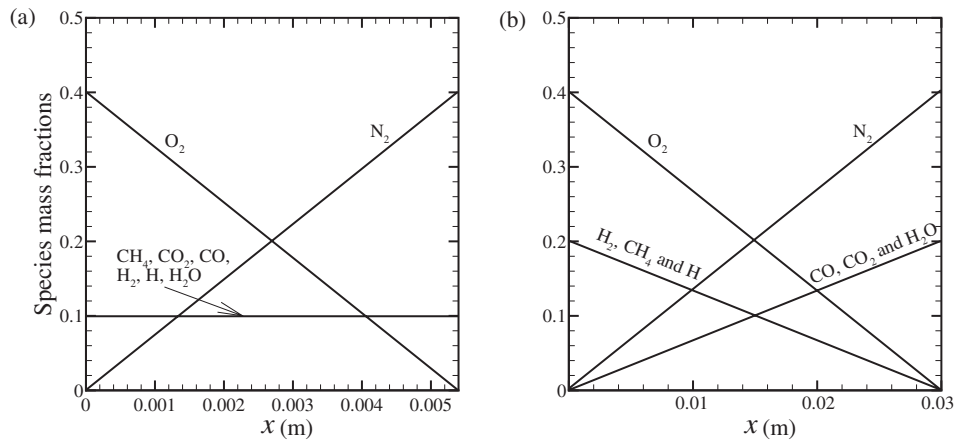 (a)
0.5
0.4
0.3
0.2
0.1
0
Species mass fractions
O₂
N₂
CH₄, CO₂, CO,
H₂, H, H₂O
0
0.001
0.002
0.003
0.004
0.005
x (m)
(b)
0.5
0.4
0.3
0.2
0.1
0
O₂
N₂
H₂, CH₄ and H
CO, CO₂ and H₂O
0.01
0.02
0.03
x (m)